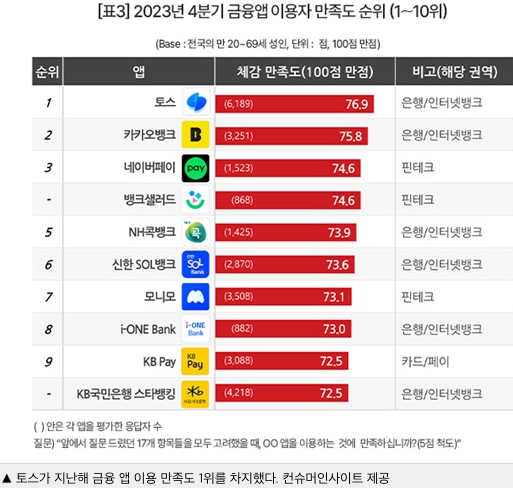 [표3] 2023년 4분기 금융앱 이용자 만족도 순위 (1~10위)
(Base : 전국의 만 20~69세 성인, 단위 : 점, 100점 만점)
순위 앱 체감 만족도(100점 만점) 비고(해당 권역)
1 토스 (6,189) 76.9 은행/인터넷뱅크
2 카카오뱅크 B (3,251) 75.8 은행/인터넷뱅크
3 네이버페이 pay (1,523) 74.6 핀테크
- 뱅크샐러드 (868) 74.6 핀테크
5 NH콕뱅크 콕 (1,425) 73.9 은행/인터넷뱅크
6 신한 SOL뱅크 신한 SOL Bank (2,870) 73.6 은행/인터넷뱅크
7 모니모 (3,508) 73.1 핀테크
8 i-ONE Bank i-ONE Bank (882) 73.0 은행/인터넷뱅크
9 KB Pay KB Pay (3,088) 72.5 카드/페이
- KB국민은행 스타뱅킹 (4,218) 72.5 은행/인터넷뱅크
( ) 안은 각 앱을 평가한 응답자 수
질문) "앞에서 질문 드렸던 17개 항목들을 모두 고려했을 때, OO 앱을 이용하는 것에 만족하십니까?(5점 척도)"
▲ 토스가 지난해 금융 앱 이용 만족도 1위를 차지했다. 컨슈머인사이트 제공